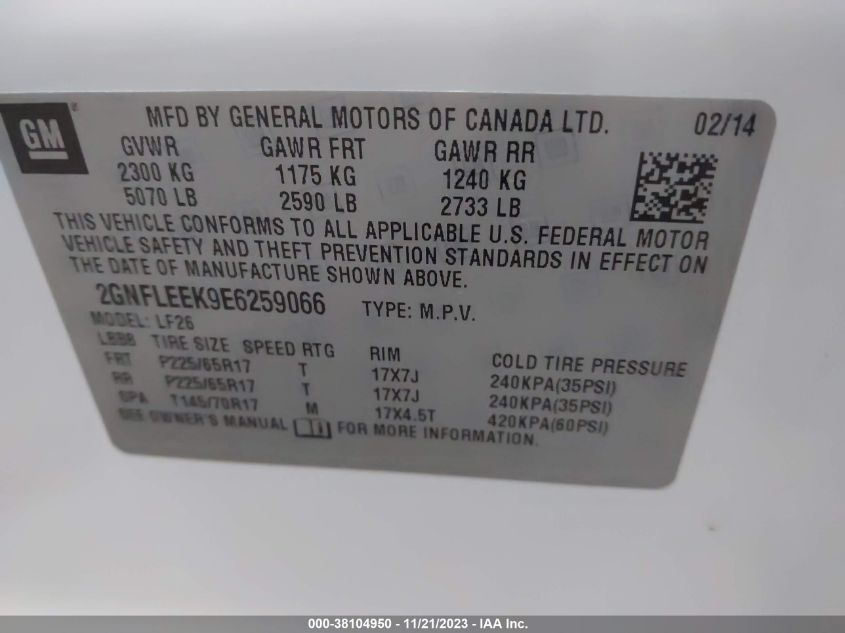 GM
MFD BY GENERAL MOTORS OF CANADA LTD. 02/14
GVWR GAWR FRT GAWR RR
2300 KG 1175 KG 1240 KG
5070 LB 2590 LB 2733 LB
THIS VEHICLE CONFORMS TO ALL APPLICABLE U.S. FEDERAL MOTOR
VEHICLE SAFETY AND THEFT PREVENTION STANDARDS IN EFFECT ON
THE DATE OF MANUFACTURE SHOWN ABOVE.
2GNFLEEK9E6259066 TYPE: M.P.V.
MODEL: LF26
LBBB TIRE SIZE SPEED RTG RIM COLD TIRE PRESSURE
FRT P225/65R17 T 17X7J 240KPA(35PSI)
RR P225/65R17 T 17X7J 240KPA(35PSI)
SPA T145/70R17 M 17X4.5T 420KPA(60PSI)
SEE OWNER'S MANUAL FOR MORE INFORMATION.
000-38104950 - 11/21/2023 - IAA Inc.